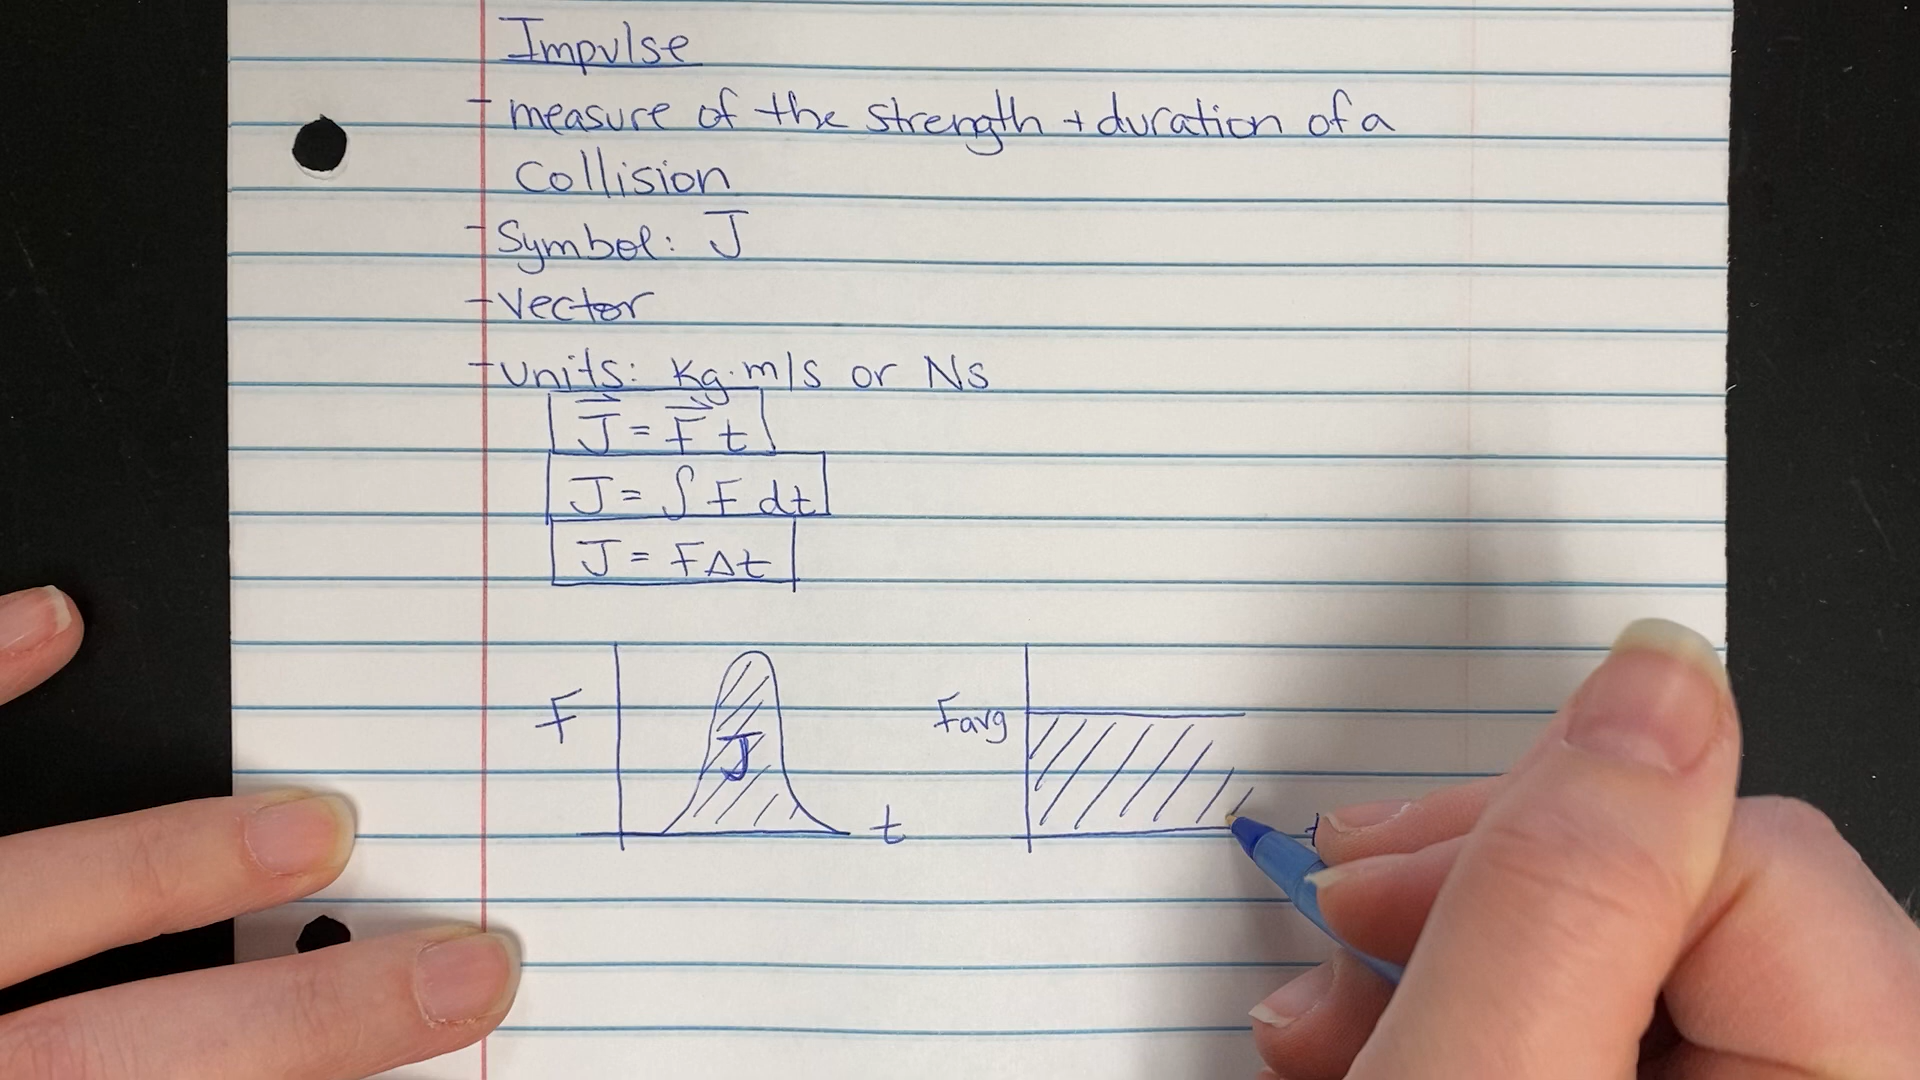 Impulse
- measure of the strength + duration of a
collision
- Symbol: J
- Vector
- Units: kg·m/s or Ns
J⃗ = F⃗ t
J = ∫ F dt
J = FΔt
F
J
t
Favg
t